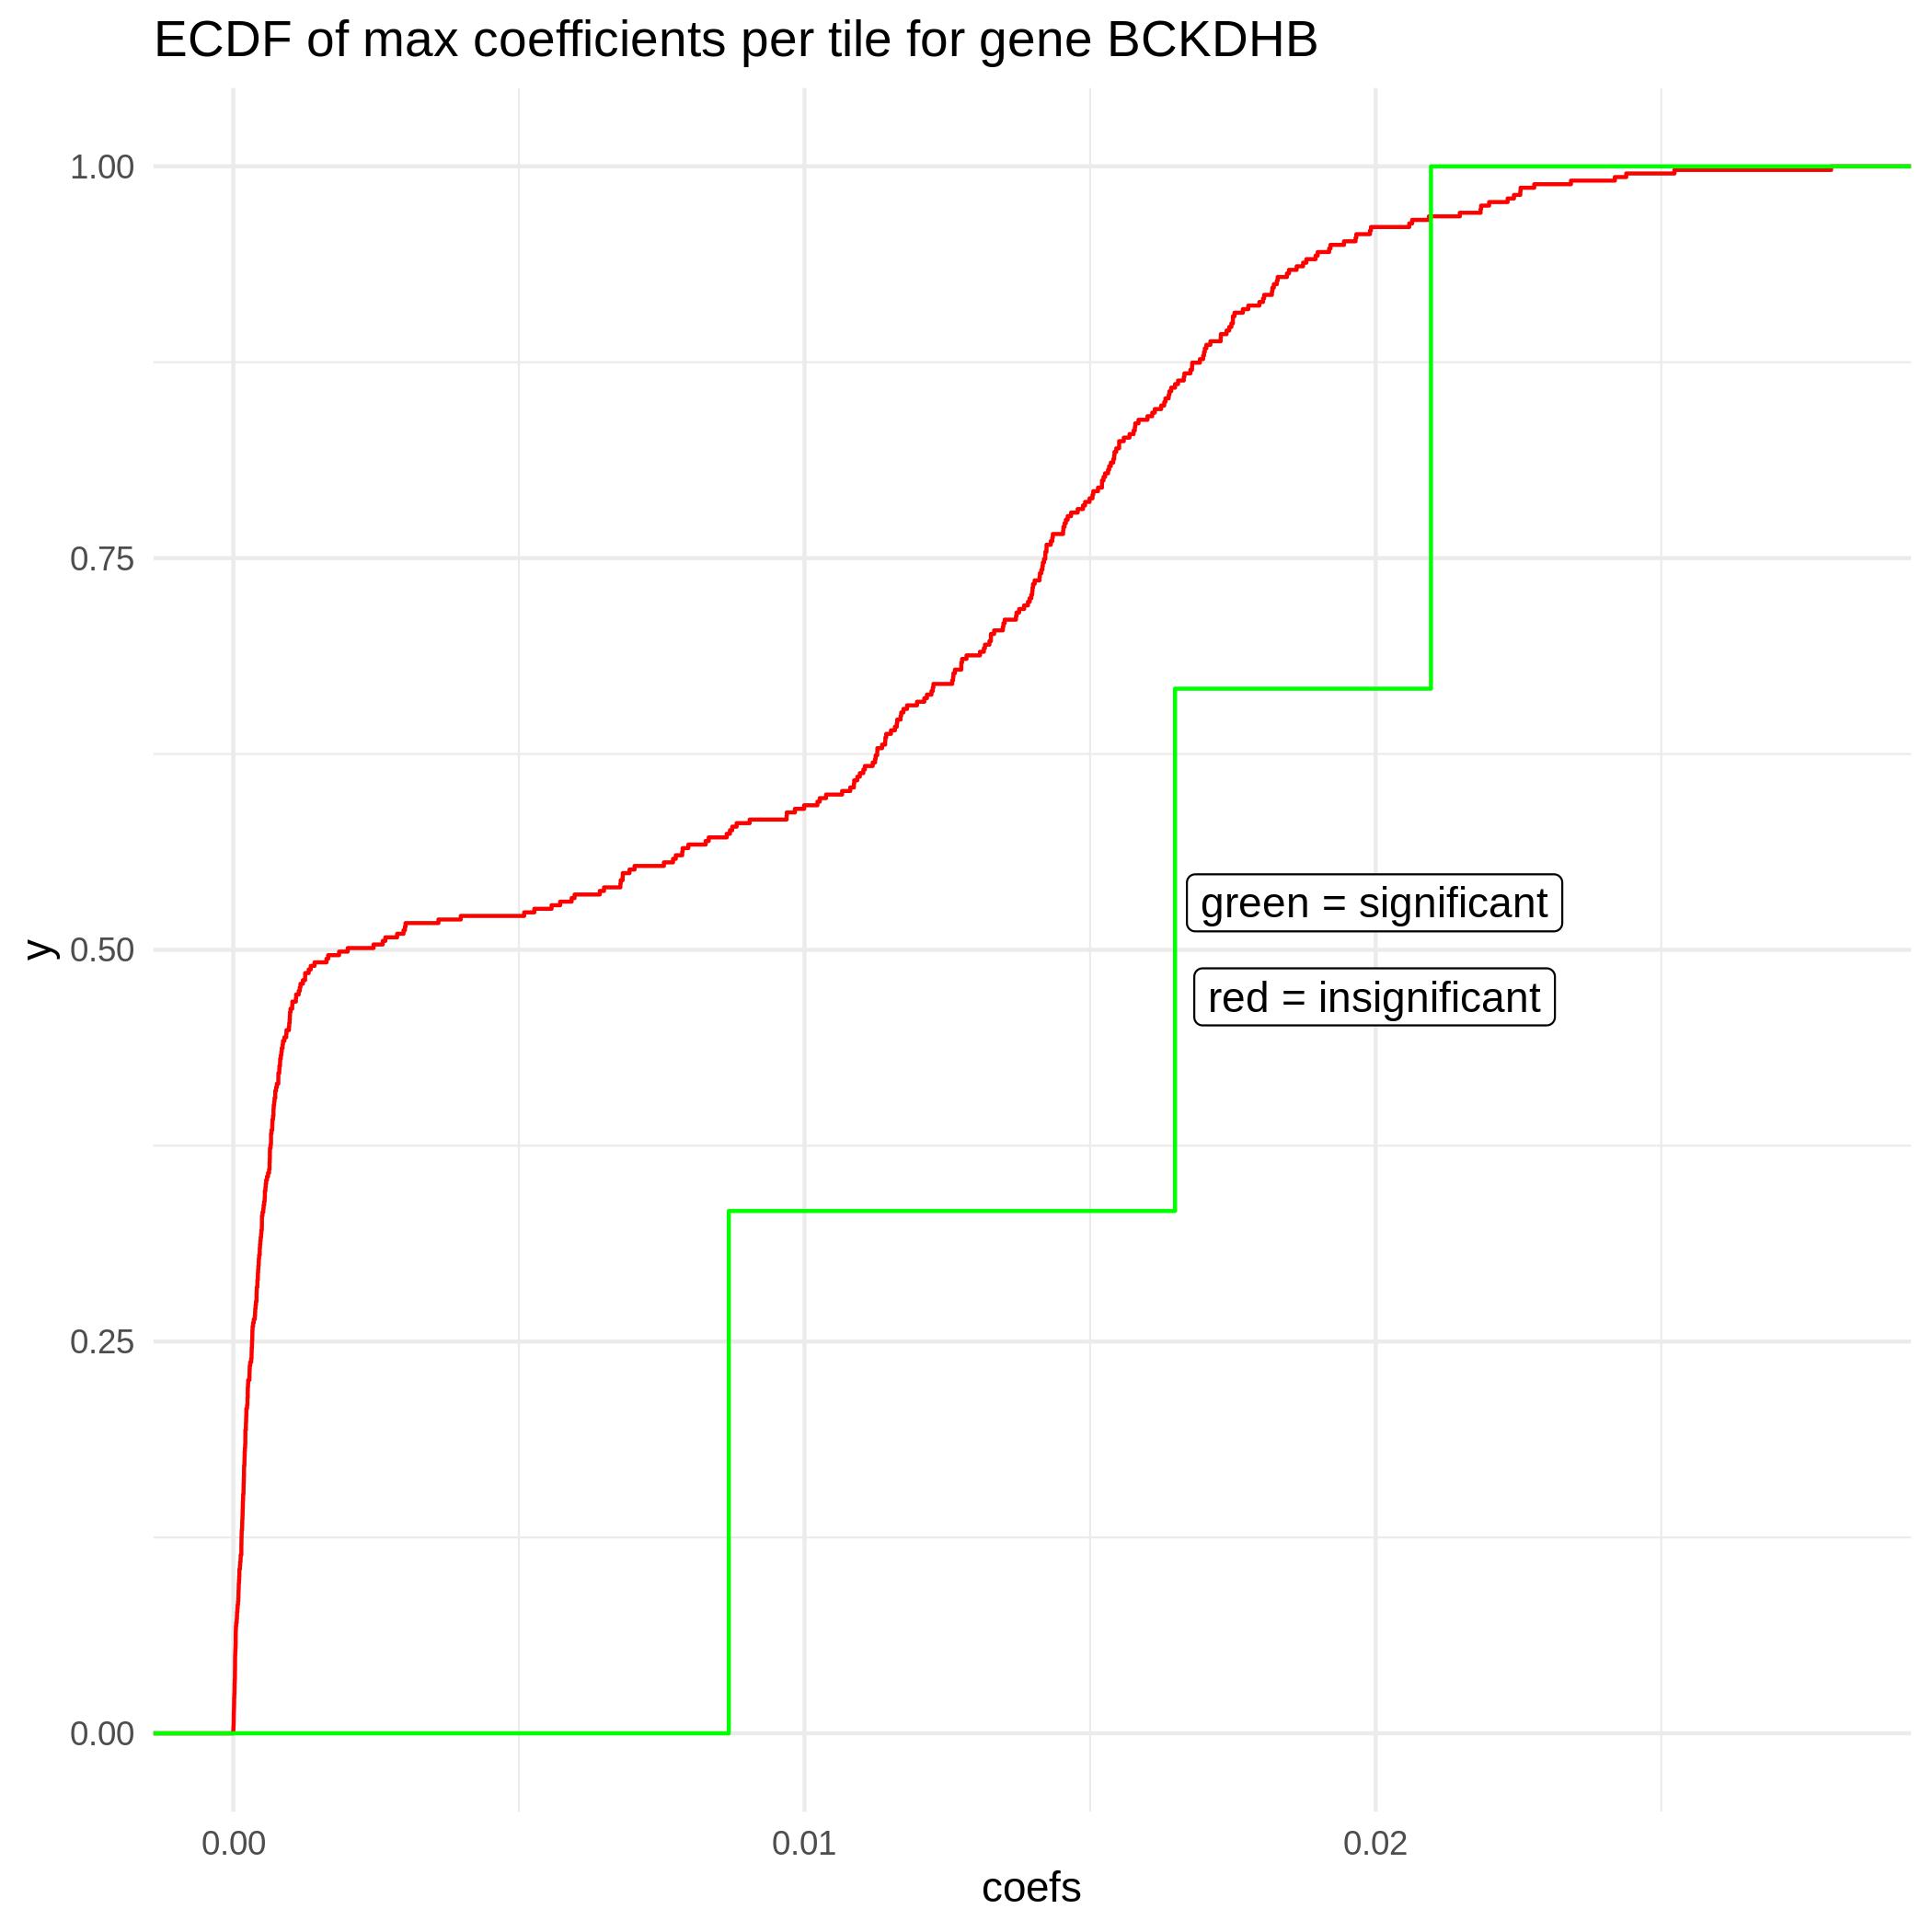 ECDF of max coefficients per tile for gene BCKDHB
1.00
0.75
0.50
0.25
0.00
y
green = significant
red = insignificant
0.00 0.01 0.02
coefs